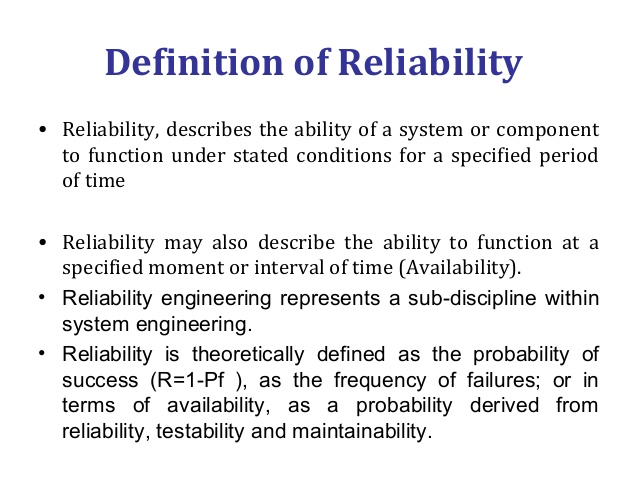 Definition of Reliability
• Reliability, describes the ability of a system or component
to function under stated conditions for a specified period
of time
• Reliability may also describe the ability to function at a
specified moment or interval of time (Availability).
• Reliability engineering represents a sub-discipline within
system engineering.
• Reliability is theoretically defined as the probability of
success (R=1-Pf ), as the frequency of failures; or in
terms of availability, as a probability derived from
reliability, testability and maintainability.